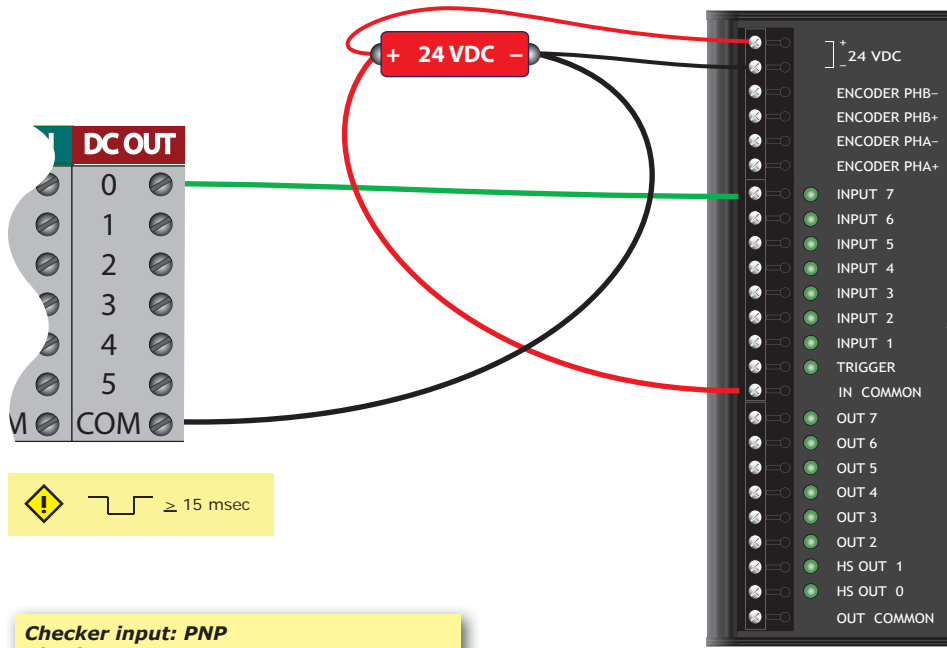 + 24 VDC –
+
– 24 VDC
ENCODER PHB–
ENCODER PHB+
ENCODER PHA–
ENCODER PHA+
INPUT 7
INPUT 6
INPUT 5
INPUT 4
INPUT 3
INPUT 2
INPUT 1
TRIGGER
IN COMMON
OUT 7
OUT 6
OUT 5
OUT 4
OUT 3
OUT 2
HS OUT 1
HS OUT 0
OUT COMMON
DC OUT
0
1
2
3
4
5
COM
! ≥ 15 msec
Checker input: PNP